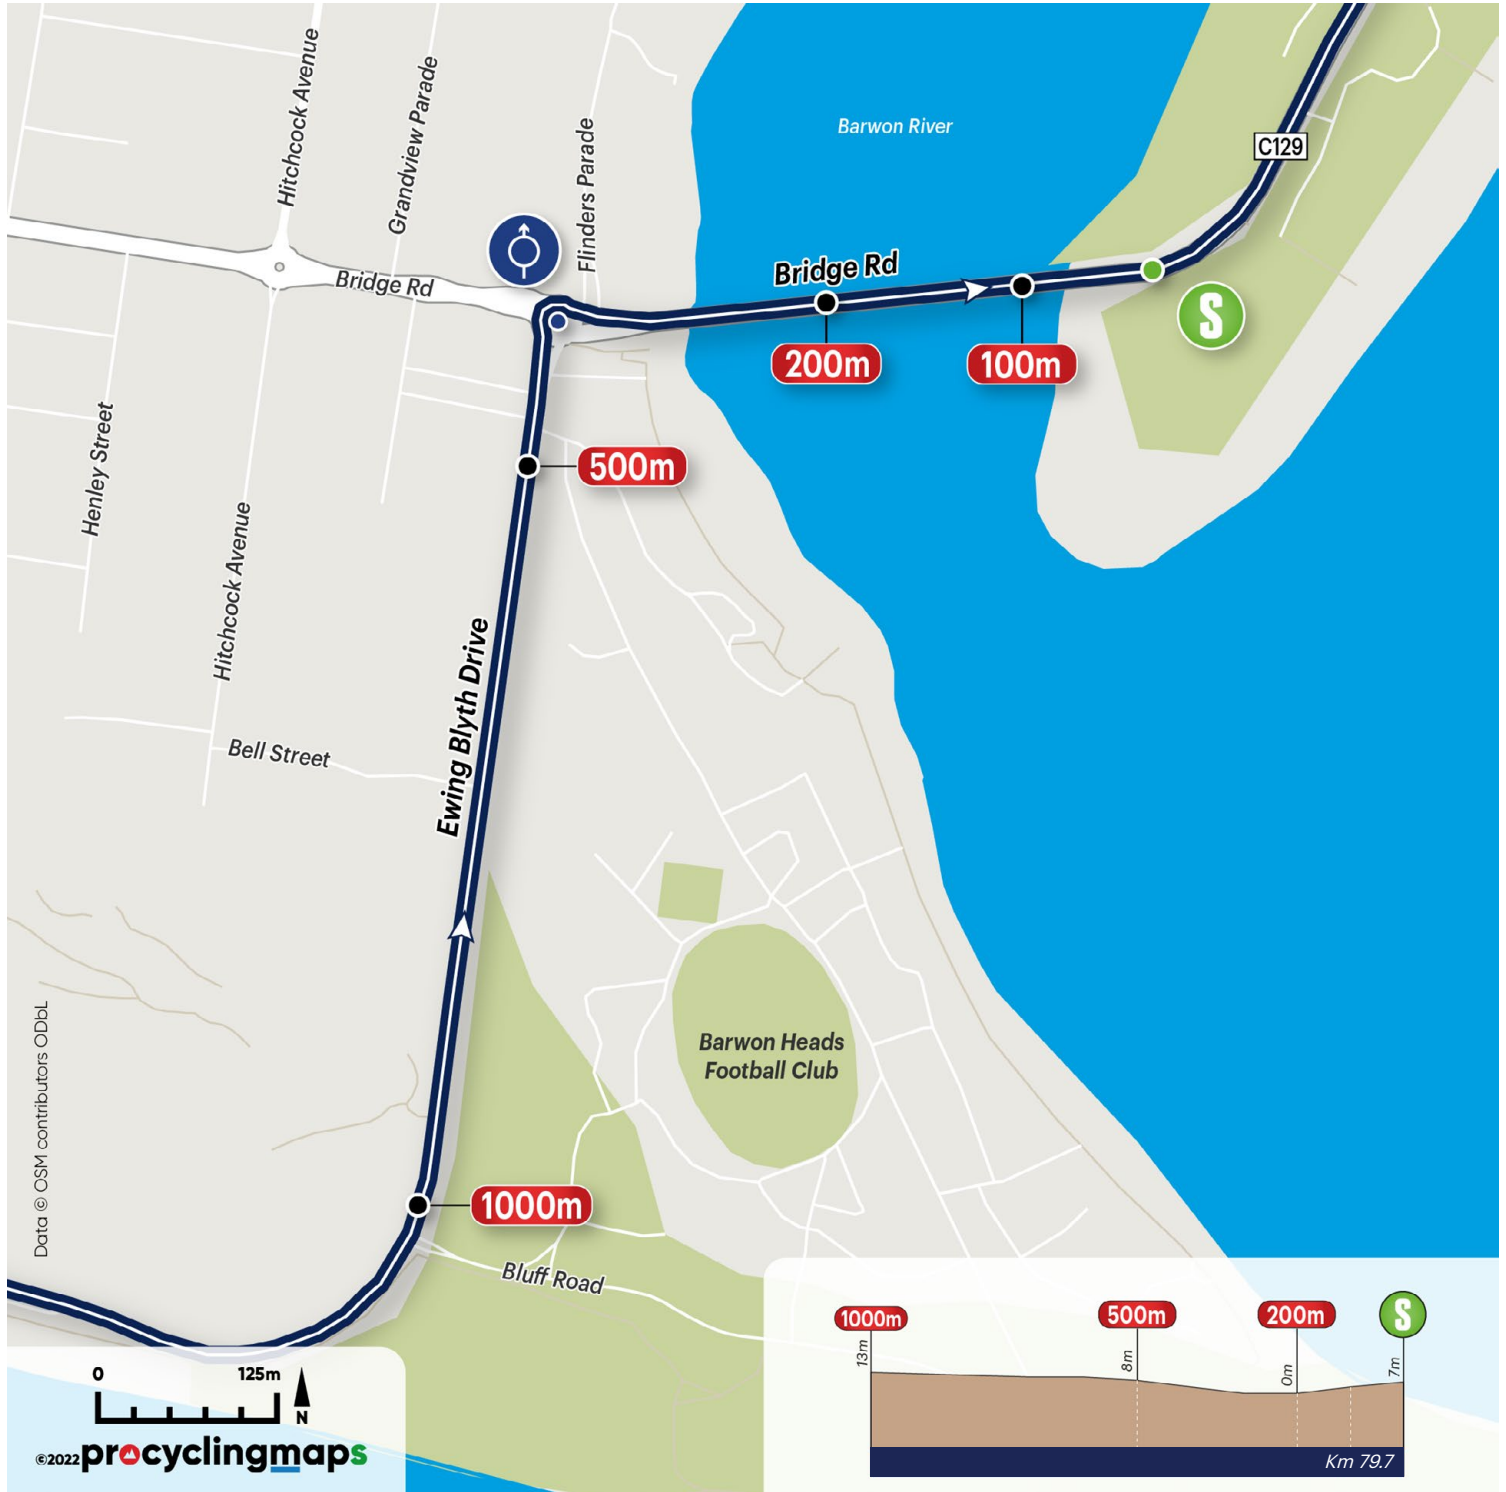 Hitchcock Avenue
Grandview Parade
Flinders Parade
Barwon River
C129
Bridge Rd
Bridge Rd
S
200m
100m
500m
Henley Street
Hitchcock Avenue
Ewing Blyth Drive
Bell Street
Barwon Heads
Football Club
Data © OSM contributors ODbL
1000m
Bluff Road
0
125m
N
©2022 procyclingmaps
1000m
500m
200m
S
13m
8m
0m
7m
Km 79.7